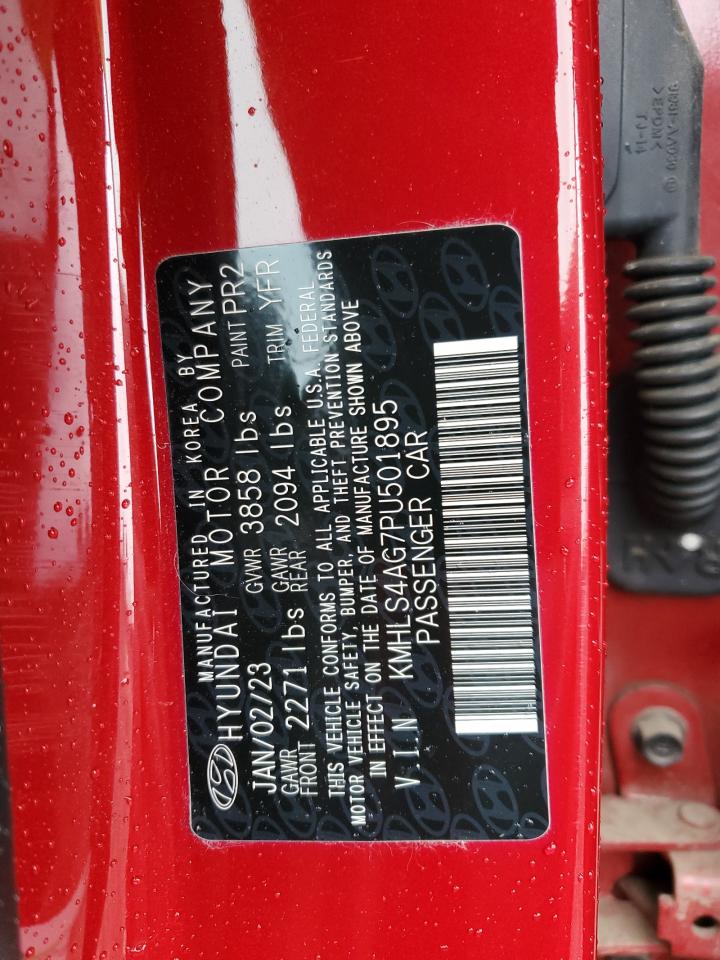 MANUFACTURED IN KOREA BY
HYUNDAI MOTOR COMPANY
JAN/02/23 GVWR 3858 lbs PAINT PR2
GAWR FRONT 2271 lbs GAWR REAR 2094 lbs TRIM YFR
THIS VEHICLE CONFORMS TO ALL APPLICABLE U.S.A. FEDERAL
MOTOR VEHICLE SAFETY, BUMPER, AND THEFT PREVENTION STANDARDS
IN EFFECT ON THE DATE OF MANUFACTURE SHOWN ABOVE
V.I.N KMHLS4AG7PU501895
PASSENGER CAR
>EPDM<